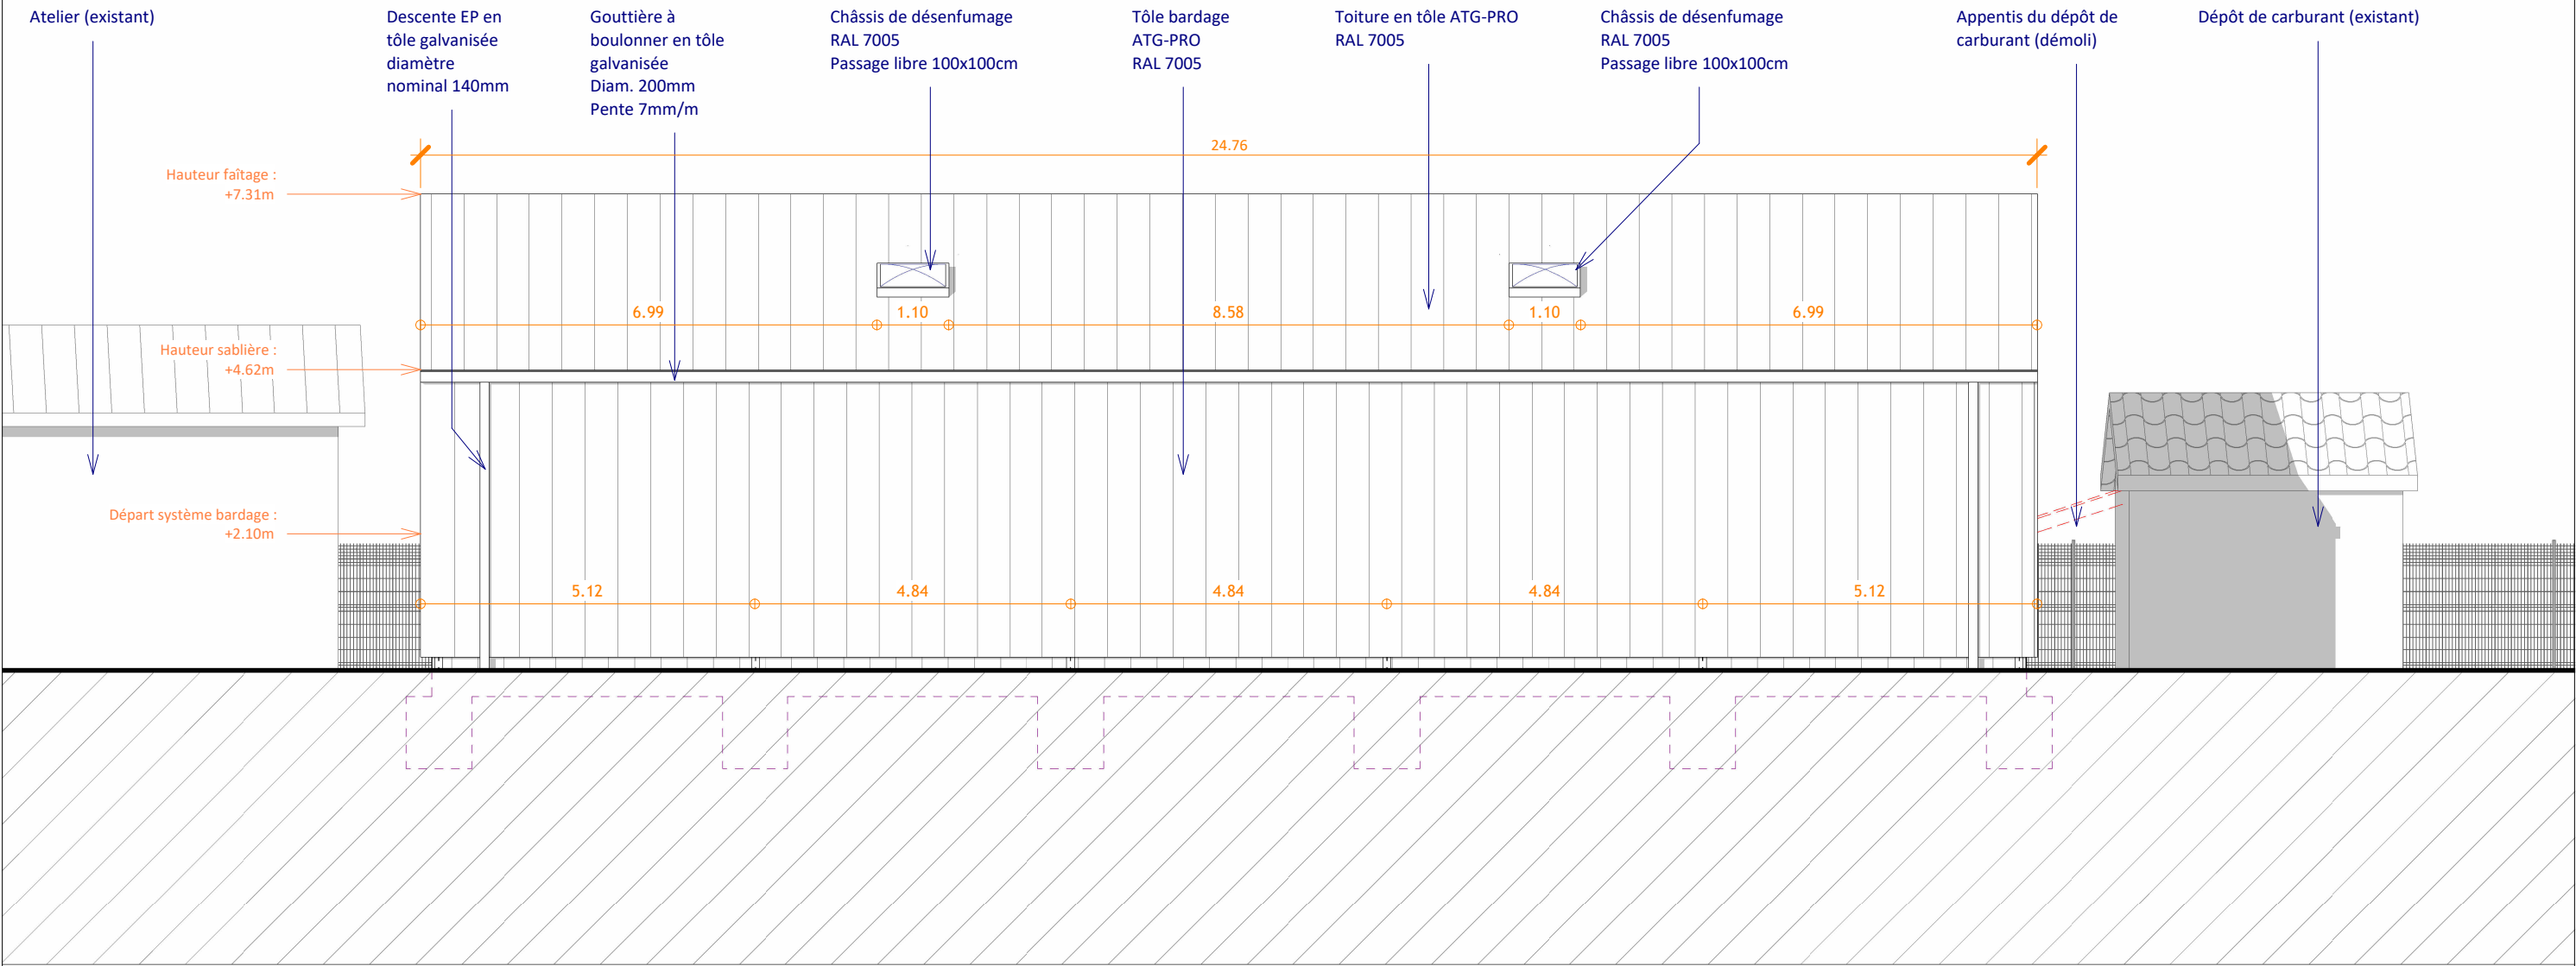 Atelier (existant)
Descente EP en
tôle galvanisée
diamètre
nominal 140mm
Gouttière à
boulonner en tôle
galvanisée
Diam. 200mm
Pente 7mm/m
Châssis de désenfumage
RAL 7005
Passage libre 100x100cm
Tôle bardage
ATG-PRO
RAL 7005
Toiture en tôle ATG-PRO
RAL 7005
Châssis de désenfumage
RAL 7005
Passage libre 100x100cm
Appentis du dépôt de
carburant (démoli)
Dépôt de carburant (existant)
24.76
Hauteur faîtage :
+7.31m
6.99
1.10
8.58
1.10
6.99
Hauteur sablière :
+4.62m
Départ système bardage :
+2.10m
5.12
4.84
4.84
4.84
5.12